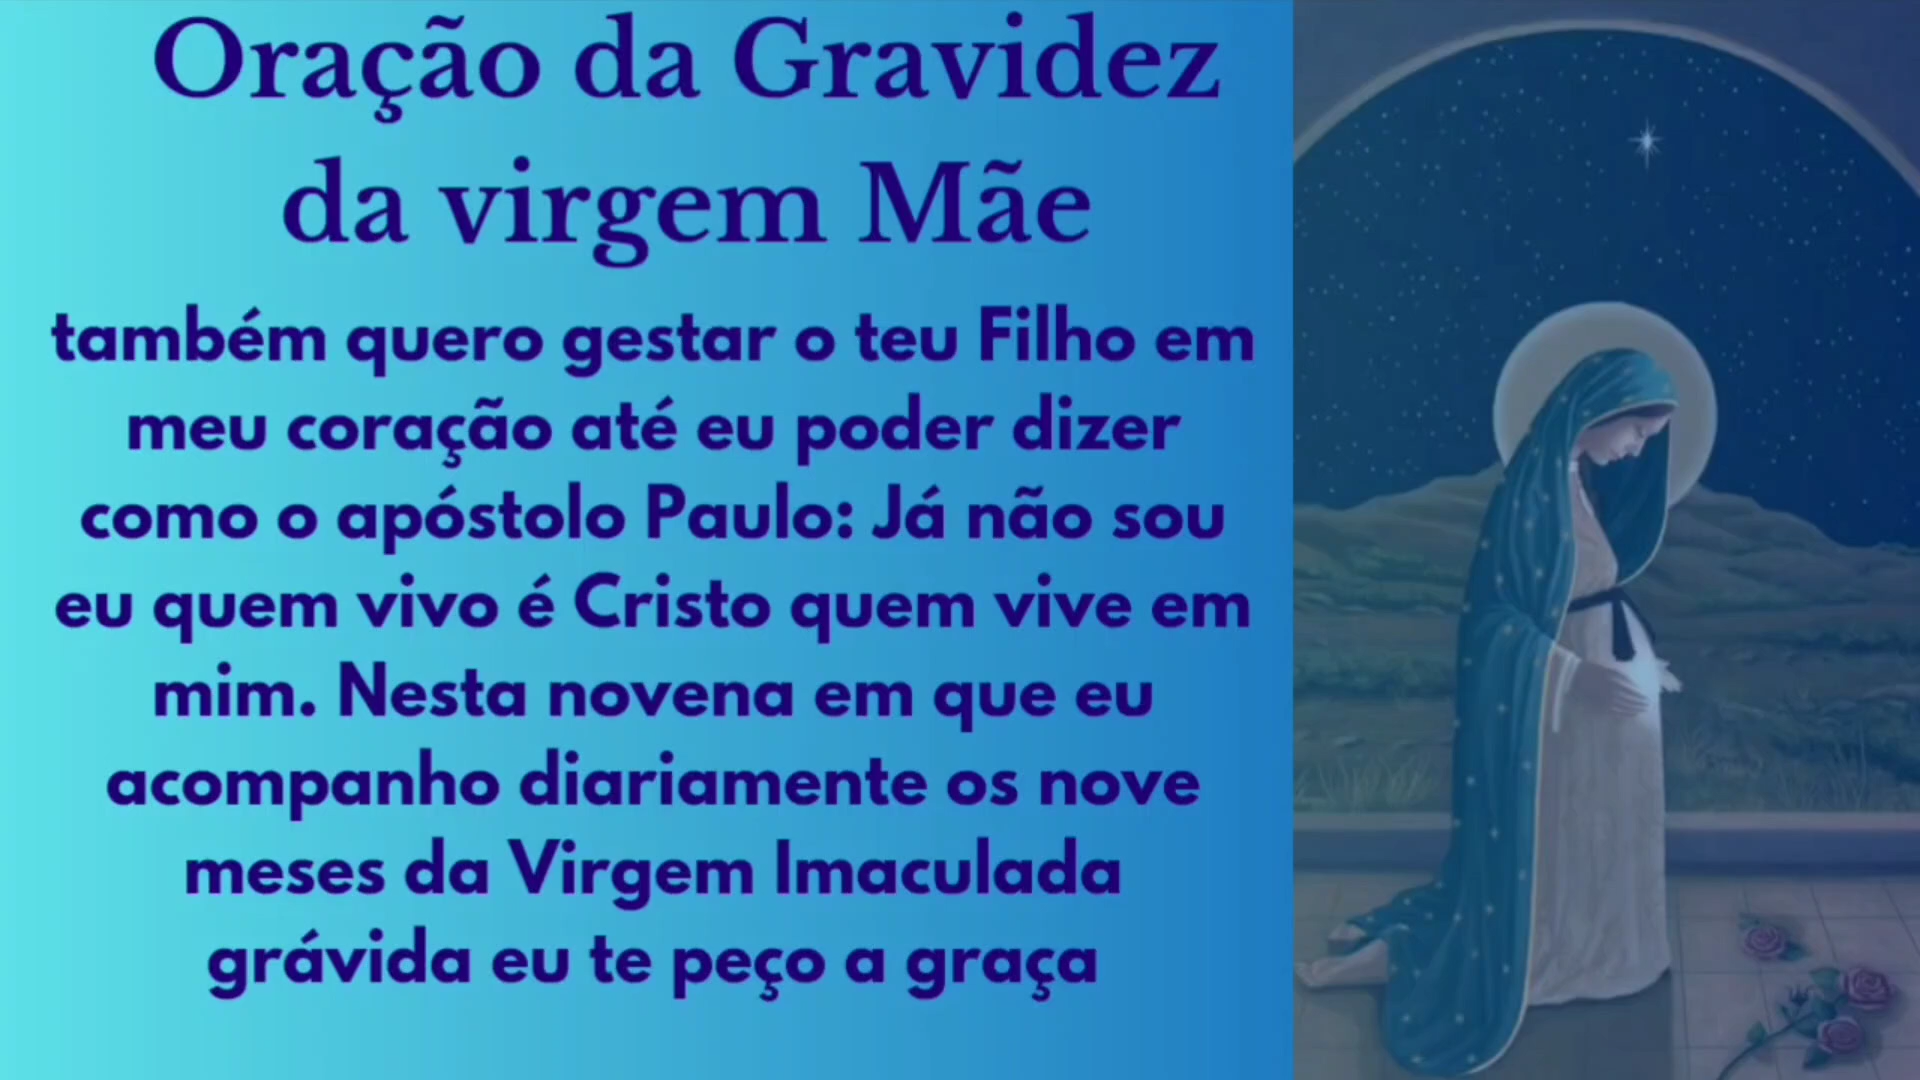 Oração da Gravidez
da virgem Mãe
também quero gestar o teu Filho em
meu coração até eu poder dizer
como o apóstolo Paulo: Já não sou
eu quem vivo é Cristo quem vive em
mim. Nesta novena em que eu
acompanho diariamente os nove
meses da Virgem Imaculada
grávida eu te peço a graça